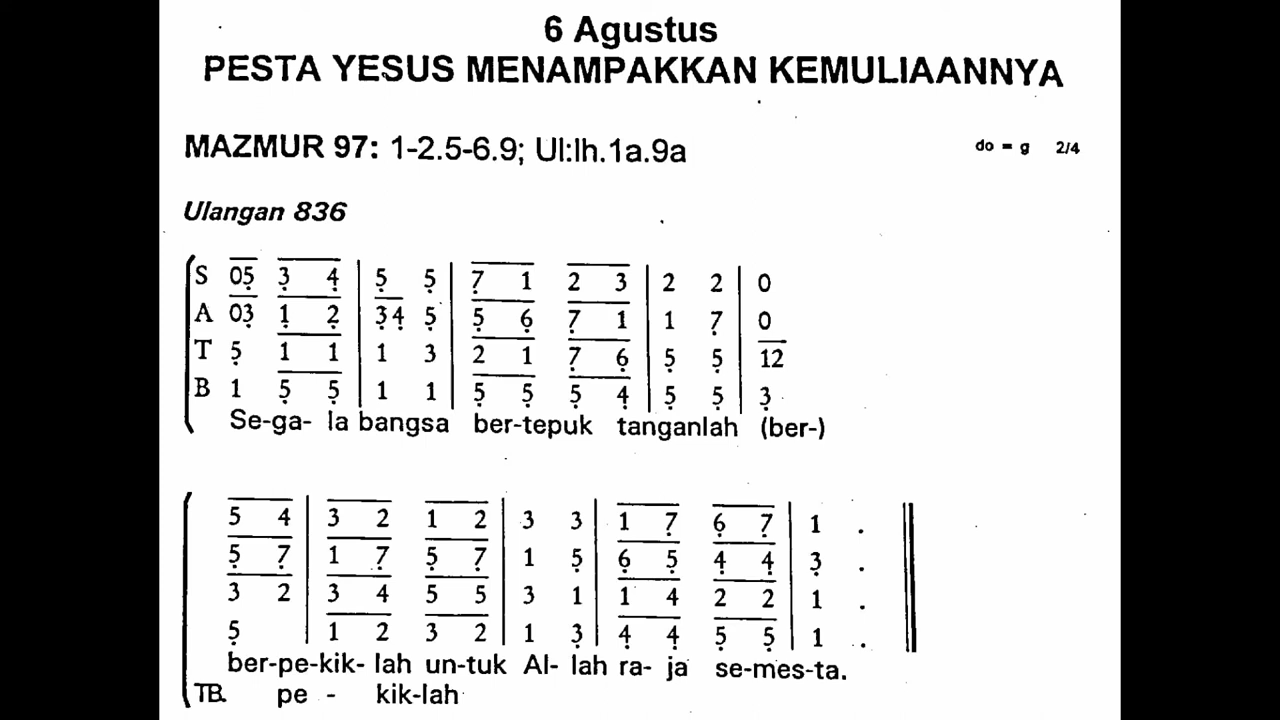 6 Agustus
PESTA YESUS MENAMPAKKAN KEMULIAANNYA
MAZMUR 97: 1-2.5-6.9; Ul:lh.1a.9a do = g 2/4
Ulangan 836
S 05̣ 3̣ 4̣ | 5̣ 5̣ | 7̣ 1 2 3 | 2 2 | 0
A 03̣ 1̣ 2̣ | 3̣4̣ 5̣ | 5̣ 6̣ 7̣ 1 | 1 7̣ | 0
T 5̣ 1 1 | 1 3 | 2 1 7̣ 6̣ | 5̣ 5̣ | 12
B 1 5̣ 5̣ | 1 1 | 5̣ 5̣ 5̣ 4̣ | 5̣ 5̣ | 3̣
Se-ga- la bangsa ber-tepuk tanganlah (ber-)
5 4 | 3 2 1 2 | 3 3 | 1 7̣ 6̣ 7̣ | 1 .
5̣ 7̣ | 1 7̣ 5̣ 7̣ | 1 5̣ | 6̣ 5̣ 4̣ 4̣ | 3̣ .
3 2 | 3 4 5 5 | 3 1 | 1 4 2 2 | 1 .
5̣ | 1 2 3 2 | 1 3̣ | 4̣ 4̣ 5̣ 5̣ | 1 .
ber-pe-kik- lah un-tuk Al- lah ra- ja se-mes-ta.
TB. pe - kik-lah